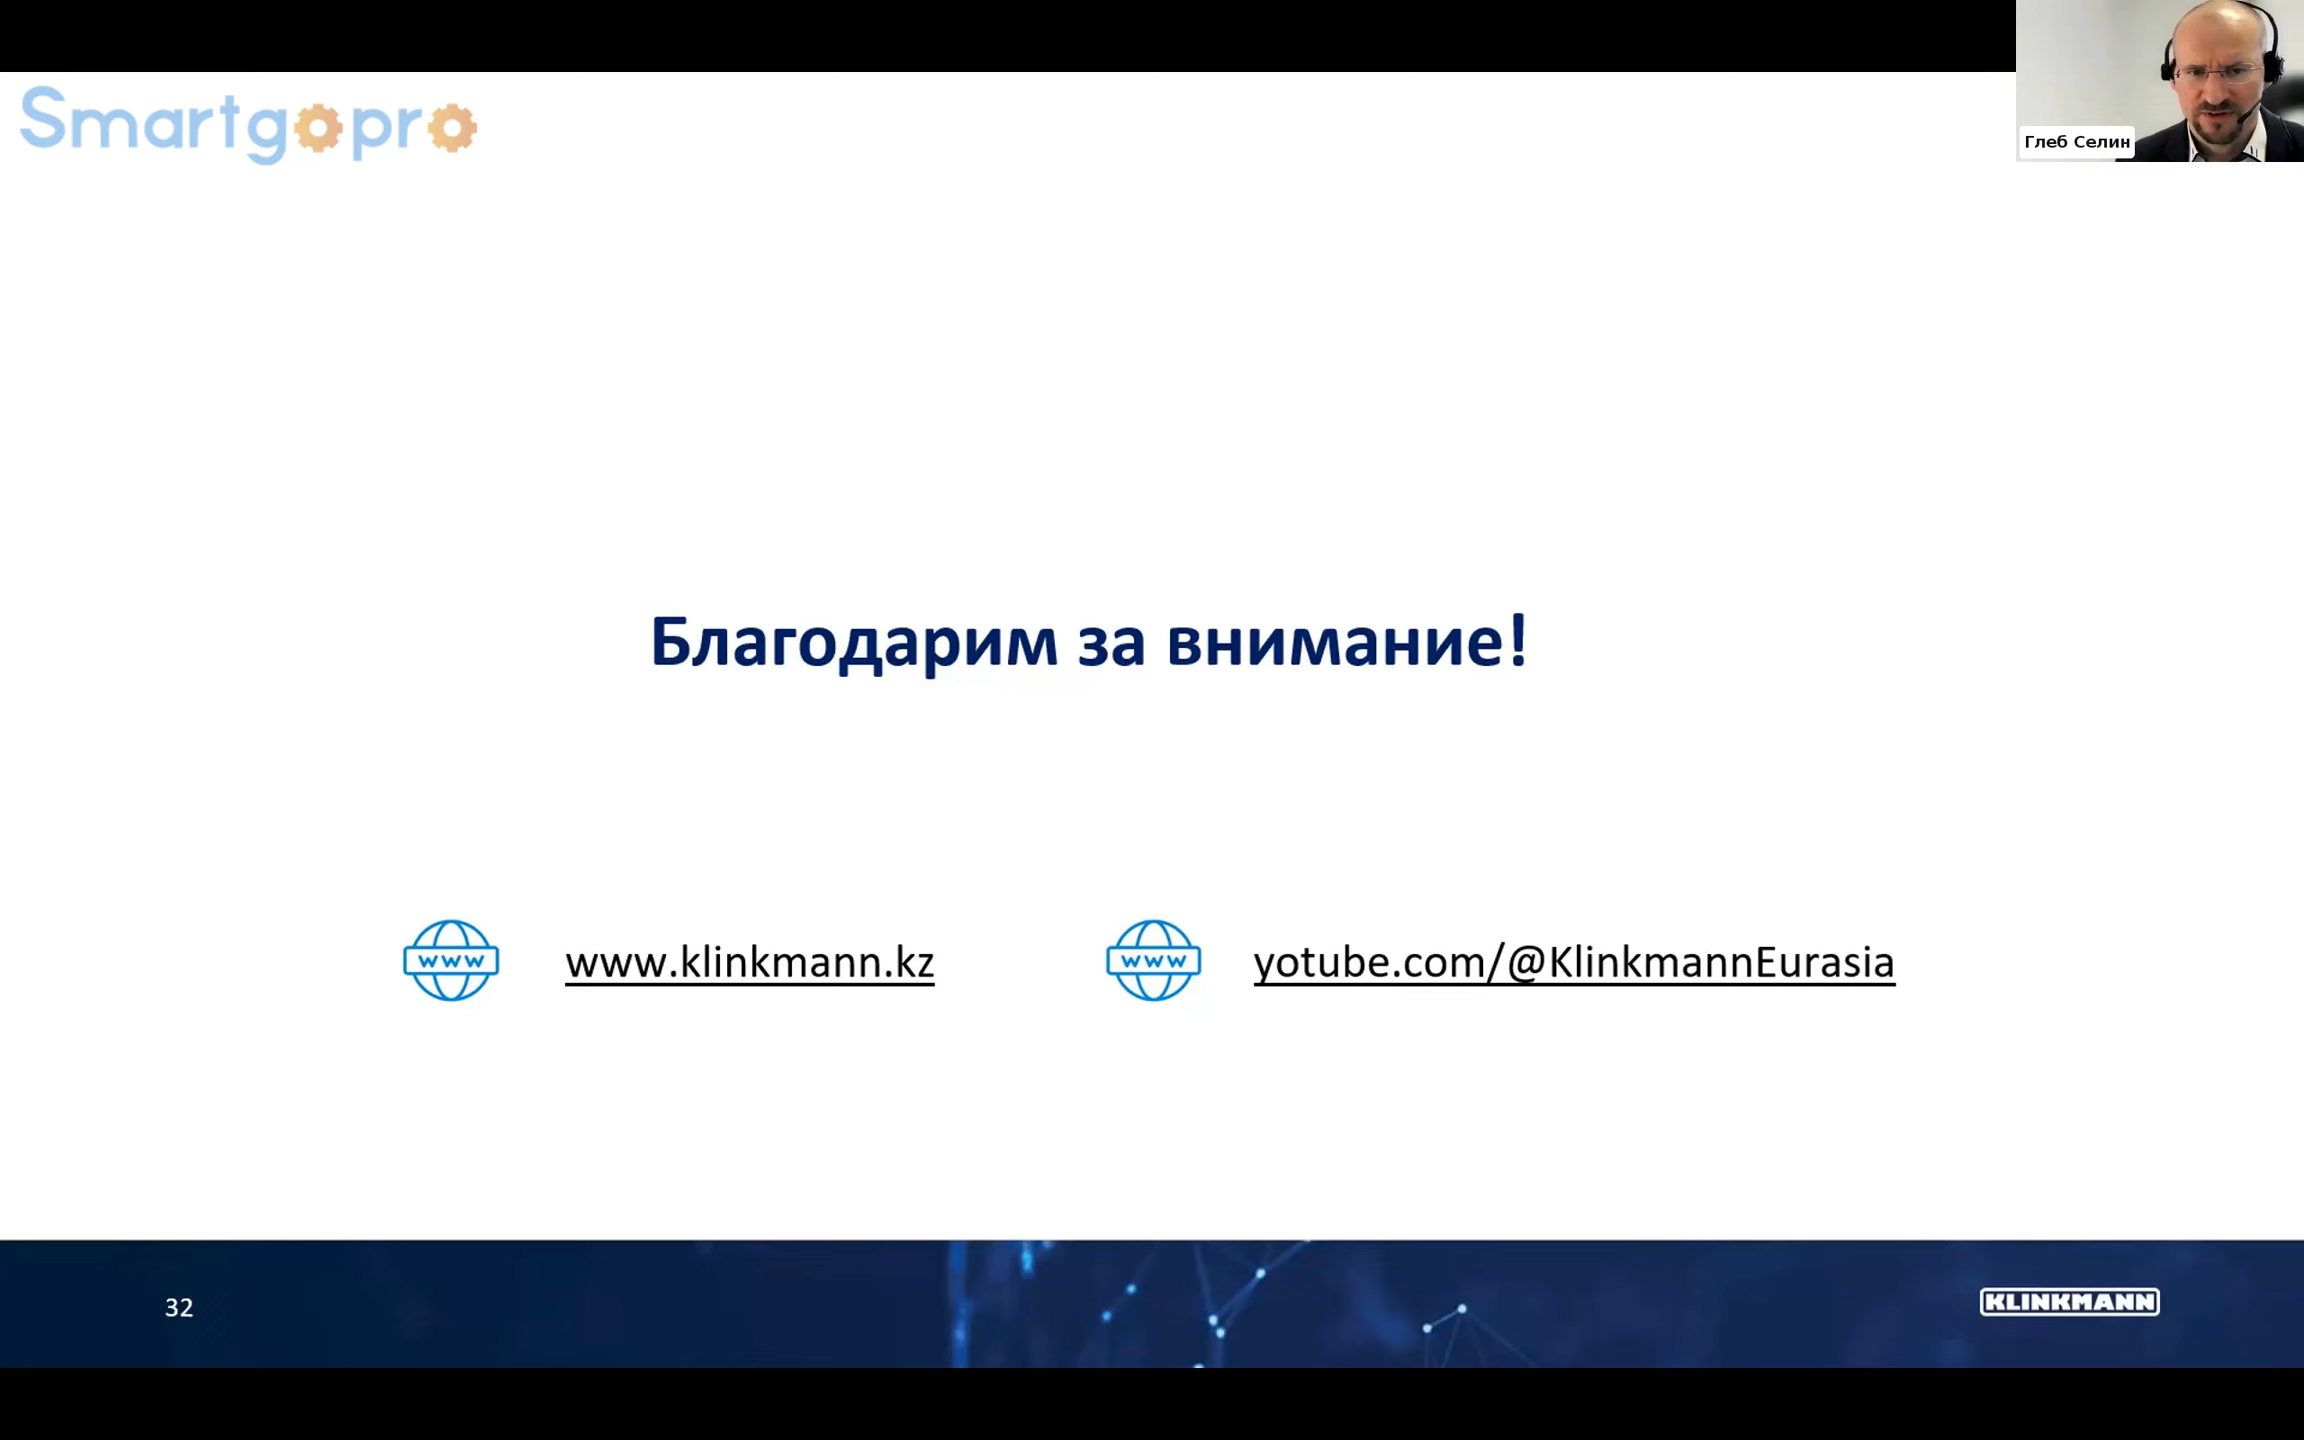 Smartgopro
Глеб Селин
Благодарим за внимание!
www www.klinkmann.kz
www yotube.com/@KlinkmannEurasia
32
KLINKMANN